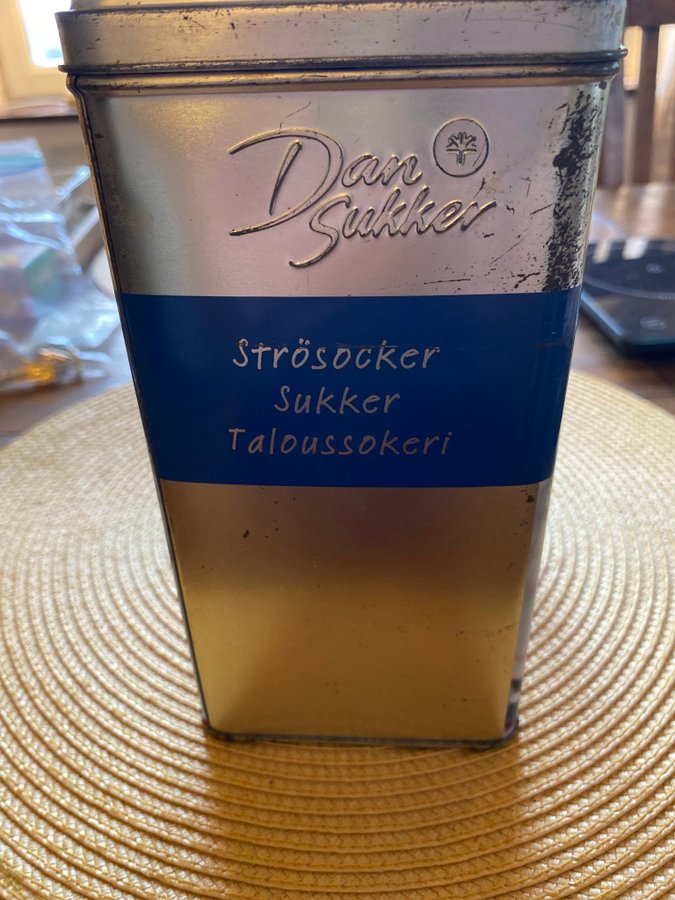 Dan
Sukker
Strösocker
Sukker
Taloussokeri